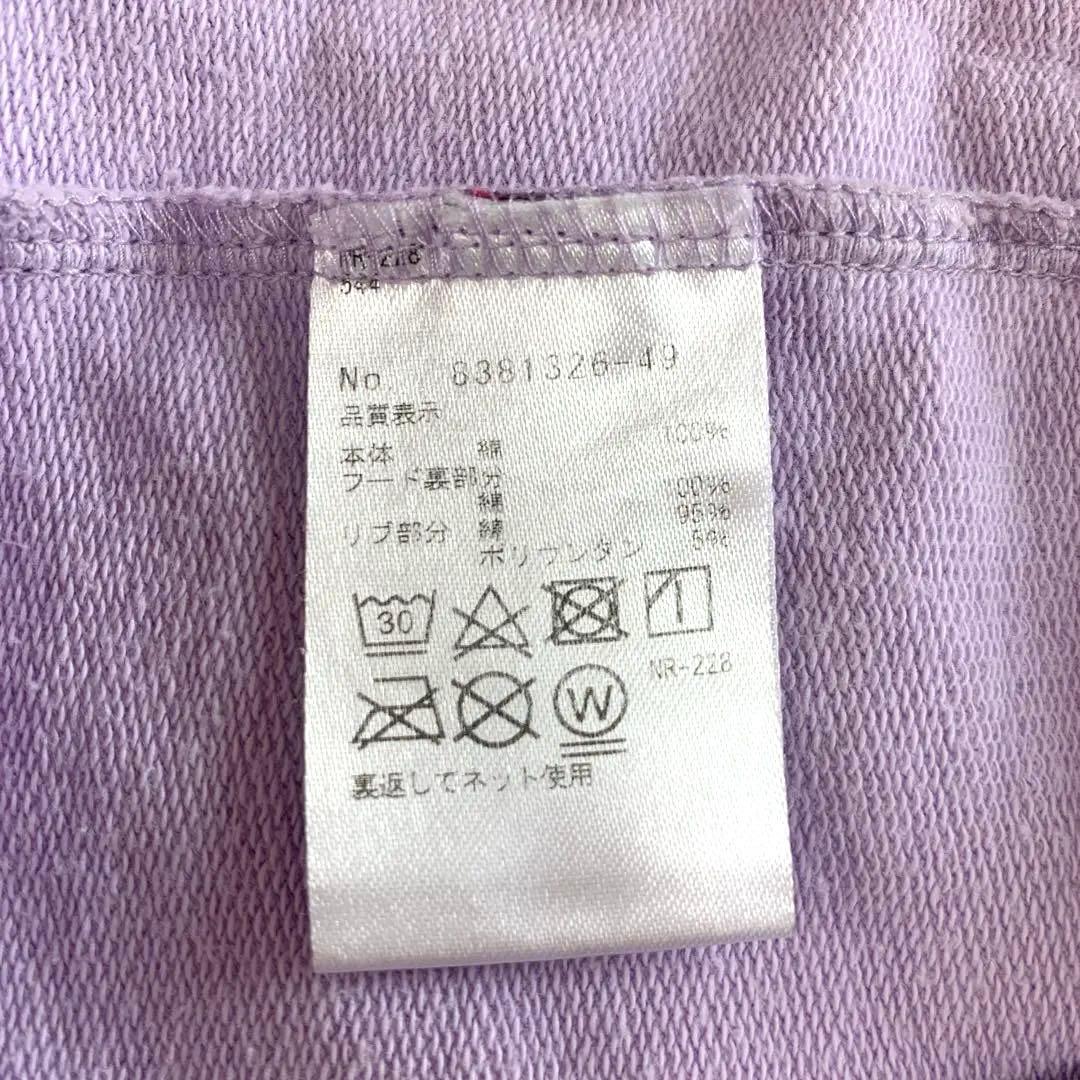 NR-228
544
No. 8381326-49
品質表示
本体 綿 100%
フード裏部分
綿 100%
リブ部分 綿 95%
ポリウレタン 5%
30
NR-228
W
裏返してネット使用